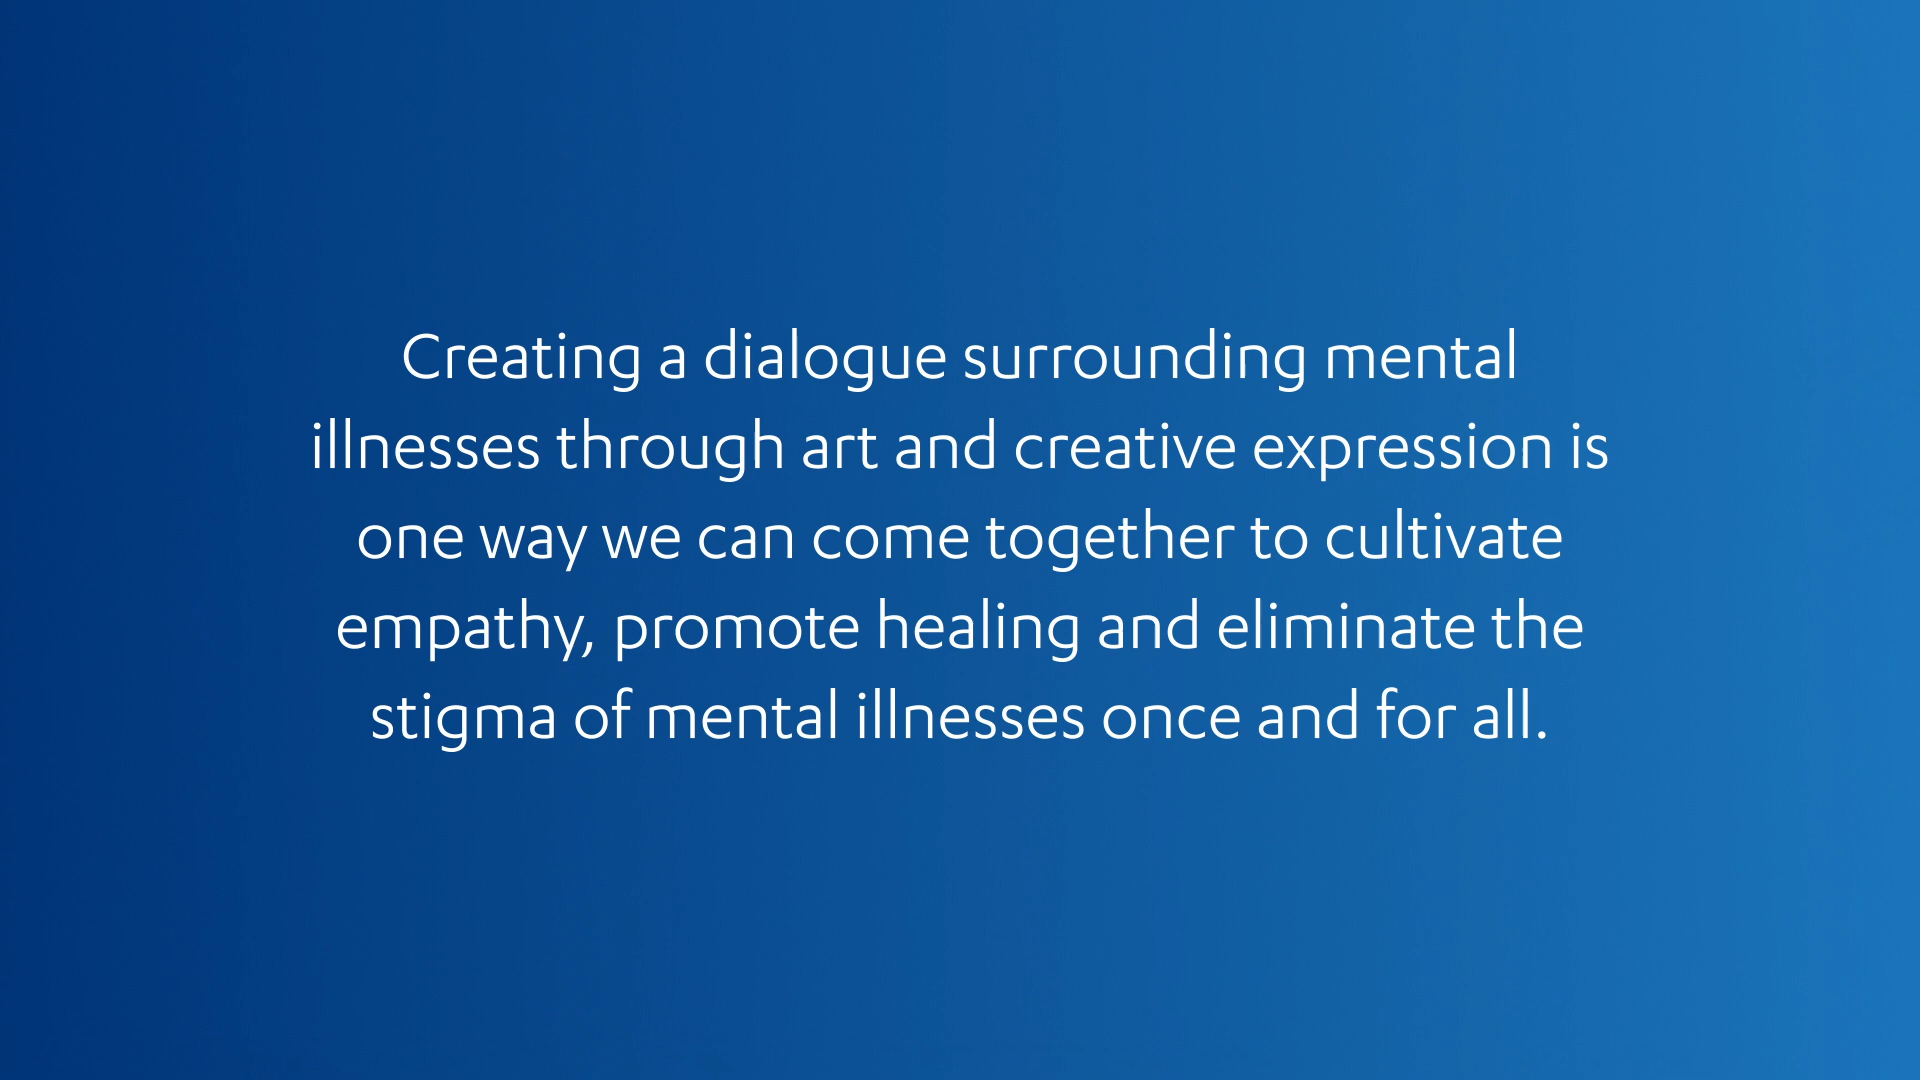 Creating a dialogue surrounding mental
illnesses through art and creative expression is
one way we can come together to cultivate
empathy, promote healing and eliminate the
stigma of mental illnesses once and for all.